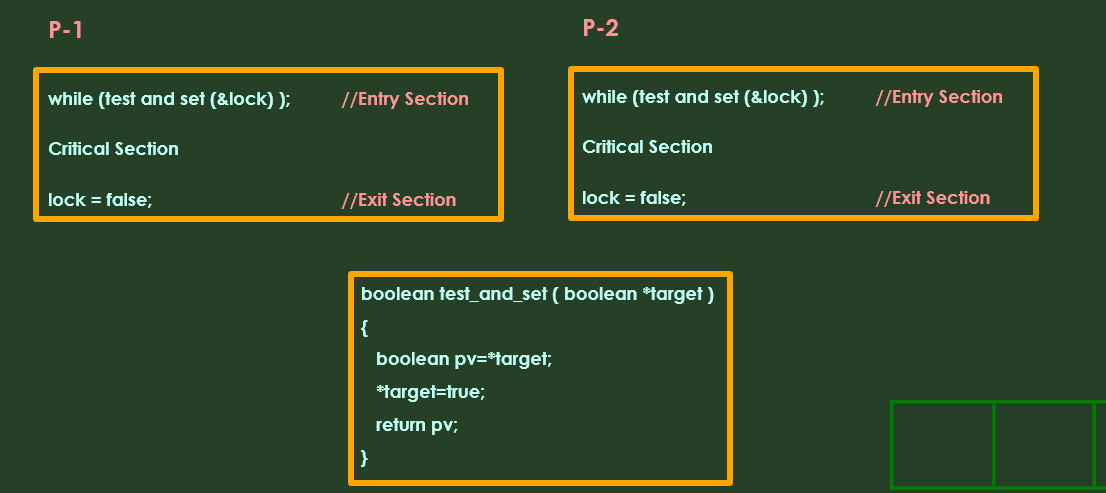 P-1
while (test and set (&lock) ); //Entry Section
Critical Section
lock = false; //Exit Section
P-2
while (test and set (&lock) ); //Entry Section
Critical Section
lock = false; //Exit Section
boolean test_and_set ( boolean *target )
{
boolean pv=*target;
*target=true;
return pv;
}